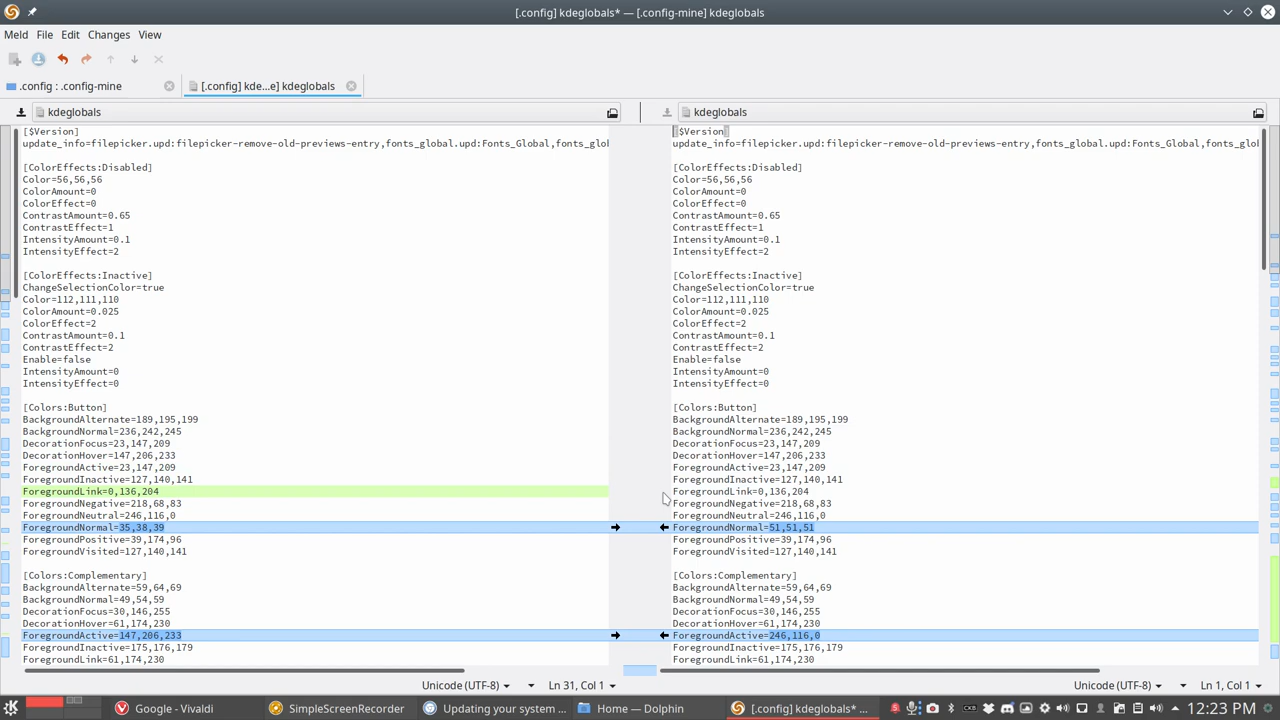 [.config] kdeglobals* — [.config-mine] kdeglobals
Meld File Edit Changes View
.config : .config-mine
[.config] kde...e] kdeglobals
kdeglobals
kdeglobals
[$Version]
update_info=filepicker.upd:filepicker-remove-old-previews-entry,fonts_global.upd:Fonts_Global,fonts_glol
[ColorEffects:Disabled]
Color=56,56,56
ColorAmount=0
ColorEffect=0
ContrastAmount=0.65
ContrastEffect=1
IntensityAmount=0.1
IntensityEffect=2
[ColorEffects:Inactive]
ChangeSelectionColor=true
Color=112,111,110
ColorAmount=0.025
ColorEffect=2
ContrastAmount=0.1
ContrastEffect=2
Enable=false
IntensityAmount=0
IntensityEffect=0
[Colors:Button]
BackgroundAlternate=189,195,199
BackgroundNormal=236,242,245
DecorationFocus=23,147,209
DecorationHover=147,206,233
ForegroundActive=23,147,209
ForegroundInactive=127,140,141
ForegroundLink=0,136,204
ForegroundNegative=218,68,83
ForegroundNeutral=246,116,0
ForegroundNormal=35,38,39
ForegroundPositive=39,174,96
ForegroundVisited=127,140,141
[Colors:Complementary]
BackgroundAlternate=59,64,69
BackgroundNormal=49,54,59
DecorationFocus=30,146,255
DecorationHover=61,174,230
ForegroundActive=147,206,233
ForegroundInactive=175,176,179
ForegroundLink=61,174,230
[$Version]
update_info=filepicker.upd:filepicker-remove-old-previews-entry,fonts_global.upd:Fonts_Global,fonts_glol
[ColorEffects:Disabled]
Color=56,56,56
ColorAmount=0
ColorEffect=0
ContrastAmount=0.65
ContrastEffect=1
IntensityAmount=0.1
IntensityEffect=2
[ColorEffects:Inactive]
ChangeSelectionColor=true
Color=112,111,110
ColorAmount=0.025
ColorEffect=2
ContrastAmount=0.1
ContrastEffect=2
Enable=false
IntensityAmount=0
IntensityEffect=0
[Colors:Button]
BackgroundAlternate=189,195,199
BackgroundNormal=236,242,245
DecorationFocus=23,147,209
DecorationHover=147,206,233
ForegroundActive=23,147,209
ForegroundInactive=127,140,141
ForegroundLink=0,136,204
ForegroundNegative=218,68,83
ForegroundNeutral=246,116,0
ForegroundNormal=51,51,51
ForegroundPositive=39,174,96
ForegroundVisited=127,140,141
[Colors:Complementary]
BackgroundAlternate=59,64,69
BackgroundNormal=49,54,59
DecorationFocus=30,146,255
DecorationHover=61,174,230
ForegroundActive=246,116,0
ForegroundInactive=175,176,179
ForegroundLink=61,174,230
Unicode (UTF-8) Ln 31, Col 1
Unicode (UTF-8) Ln 1, Col 1
Google - Vivaldi
SimpleScreenRecorder
Updating your system ...
Home — Dolphin
[.config] kdeglobals* ...
12:23 PM